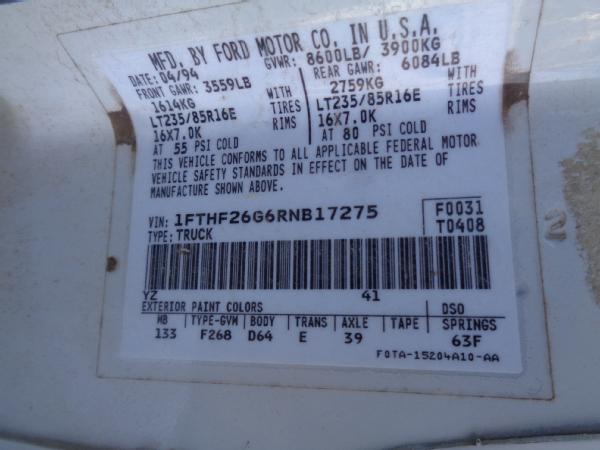 MFD. BY FORD MOTOR CO. IN U.S.A.
DATE: 04/94 GVWR: 8600LB/ 3900KG
FRONT GAWR: 3559LB REAR GAWR: 6084LB
1614KG WITH 2759KG WITH
LT235/85R16E TIRES LT235/85R16E TIRES
16X7.0K RIMS 16X7.0K RIMS
AT 55 PSI COLD AT 80 PSI COLD
THIS VEHICLE CONFORMS TO ALL APPLICABLE FEDERAL MOTOR
VEHICLE SAFETY STANDARDS IN EFFECT ON THE DATE OF
MANUFACTURE SHOWN ABOVE.
VIN: 1FTHF26G6RNB17275 F0031
TYPE: TRUCK T0408
YZ 41
EXTERIOR PAINT COLORS DSO
WB TYPE-GVM BODY TRANS AXLE TAPE SPRINGS
133 F268 D64 E 39 63F
F0TA-15204A10-AA
2